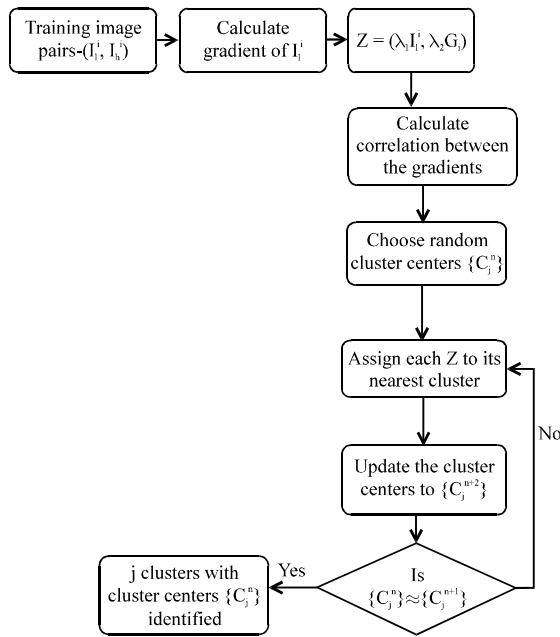 Training image
pairs-(I_l^i, I_h^i)
Calculate
gradient of I_l^i
Z = (λ_1I_l^i, λ_2G_i)
Calculate
correlation between
the gradients
Choose random
cluster centers {C_j^n}
Assign each Z to its
nearest cluster
No
Update the cluster
centers to {C_j^{n+2}}
Is
{C_j^n}≈{C_j^{n+1}}
Yes
j clusters with
cluster centers {C_j^n}
identified